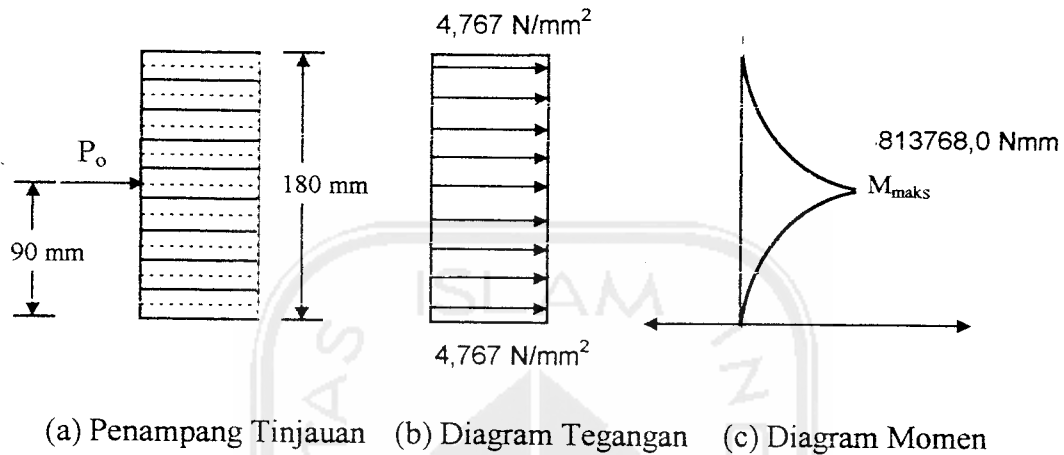 4,767 N/mm²
813768,0 Nmm
P₀
180 mm
M_maks
90 mm
ISLAM
4,767 N/mm²
(a) Penampang Tinjauan (b) Diagram Tegangan (c) Diagram Momen